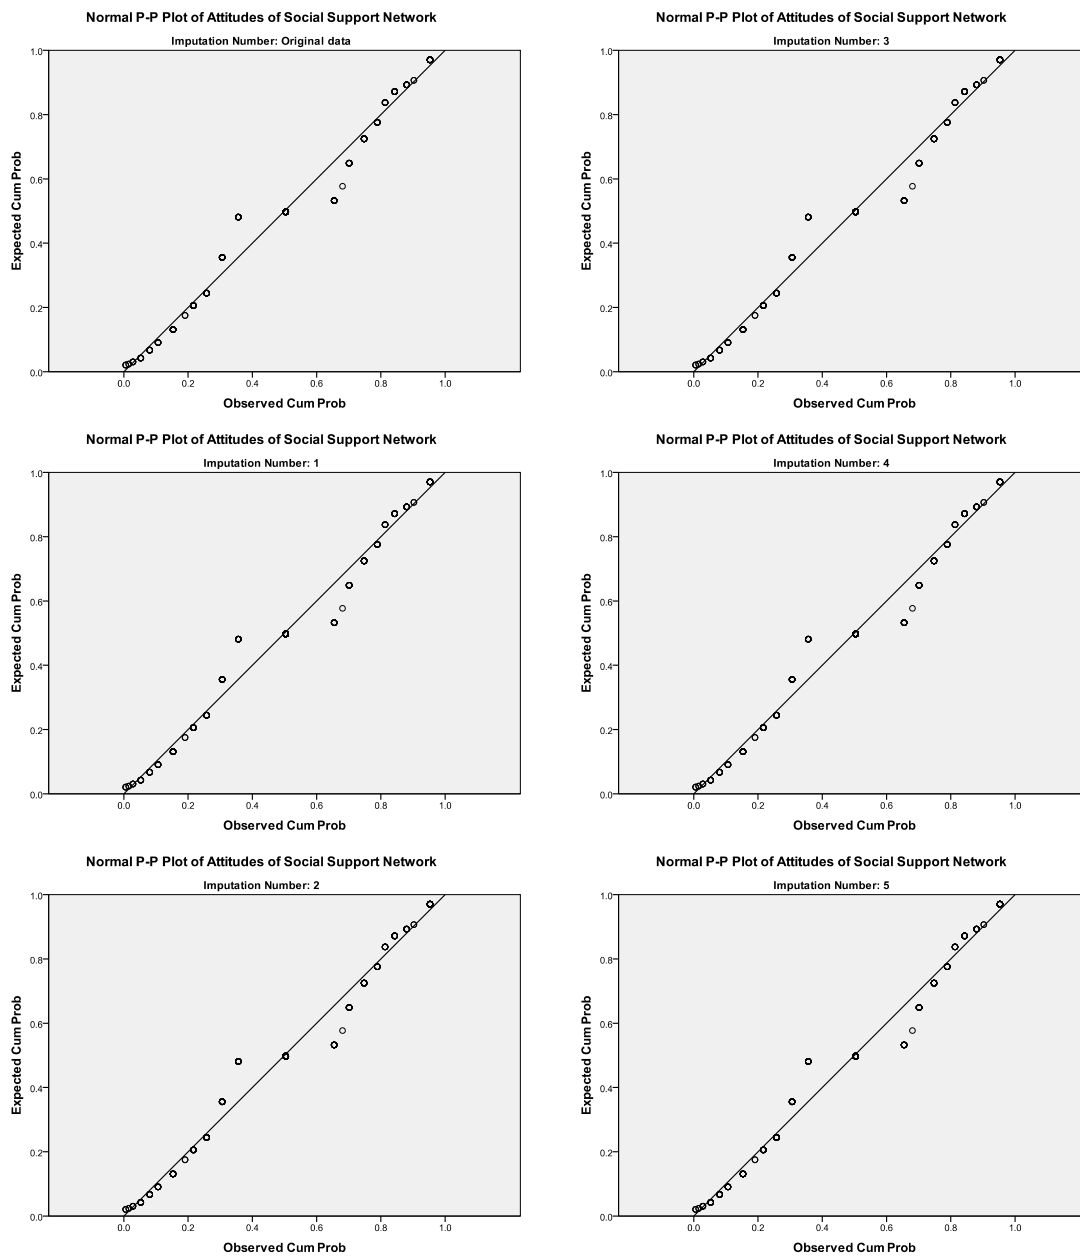 Normal P-P Plot of Attitudes of Social Support Network
Imputation Number: Original data
1.0
0.8
0.6
0.4
0.2
0.0
Expected Cum Prob
0.0 0.2 0.4 0.6 0.8 1.0
Observed Cum Prob
Normal P-P Plot of Attitudes of Social Support Network
Imputation Number: 3
1.0
0.8
0.6
0.4
0.2
0.0
Expected Cum Prob
0.0 0.2 0.4 0.6 0.8 1.0
Observed Cum Prob
Normal P-P Plot of Attitudes of Social Support Network
Imputation Number: 1
1.0
0.8
0.6
0.4
0.2
0.0
Expected Cum Prob
0.0 0.2 0.4 0.6 0.8 1.0
Observed Cum Prob
Normal P-P Plot of Attitudes of Social Support Network
Imputation Number: 4
1.0
0.8
0.6
0.4
0.2
0.0
Expected Cum Prob
0.0 0.2 0.4 0.6 0.8 1.0
Observed Cum Prob
Normal P-P Plot of Attitudes of Social Support Network
Imputation Number: 2
1.0
0.8
0.6
0.4
0.2
0.0
Expected Cum Prob
0.0 0.2 0.4 0.6 0.8 1.0
Observed Cum Prob
Normal P-P Plot of Attitudes of Social Support Network
Imputation Number: 5
1.0
0.8
0.6
0.4
0.2
0.0
Expected Cum Prob
0.0 0.2 0.4 0.6 0.8 1.0
Observed Cum Prob